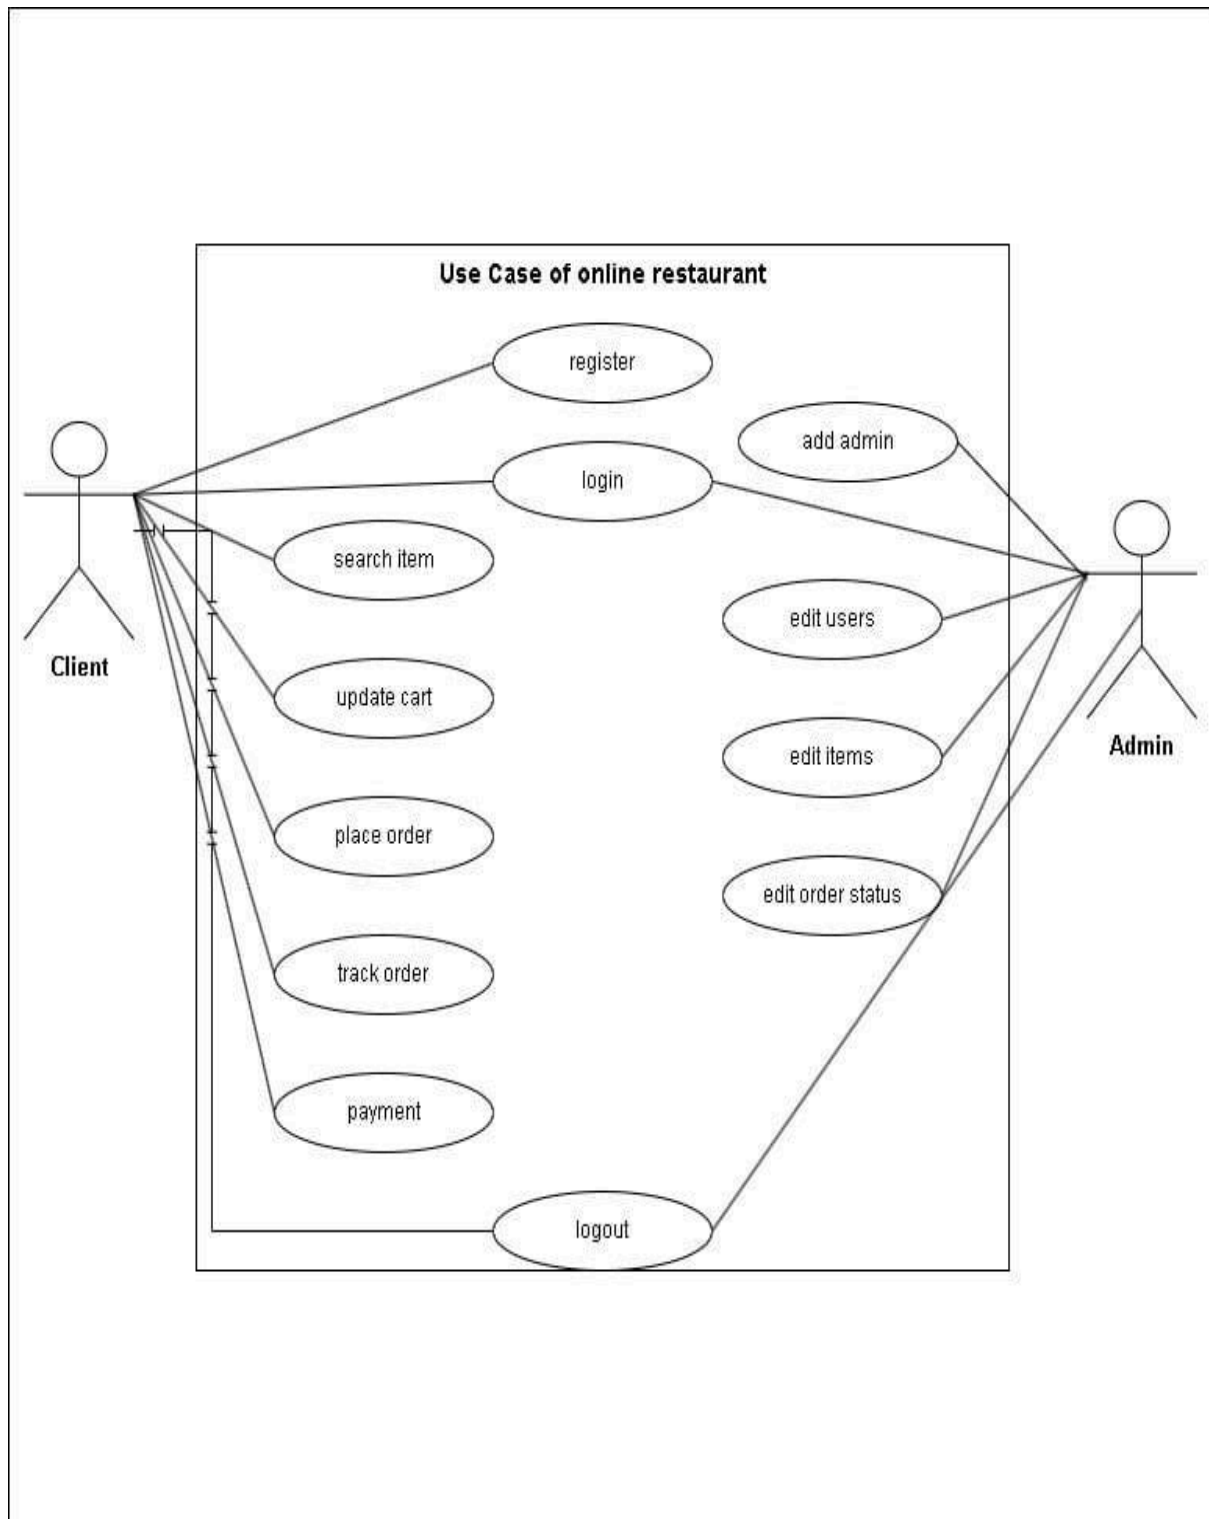 Use Case of online restaurant
register
add admin
login
search item
edit users
Client
update cart
edit items
Admin
place order
edit order status
track order
payment
logout